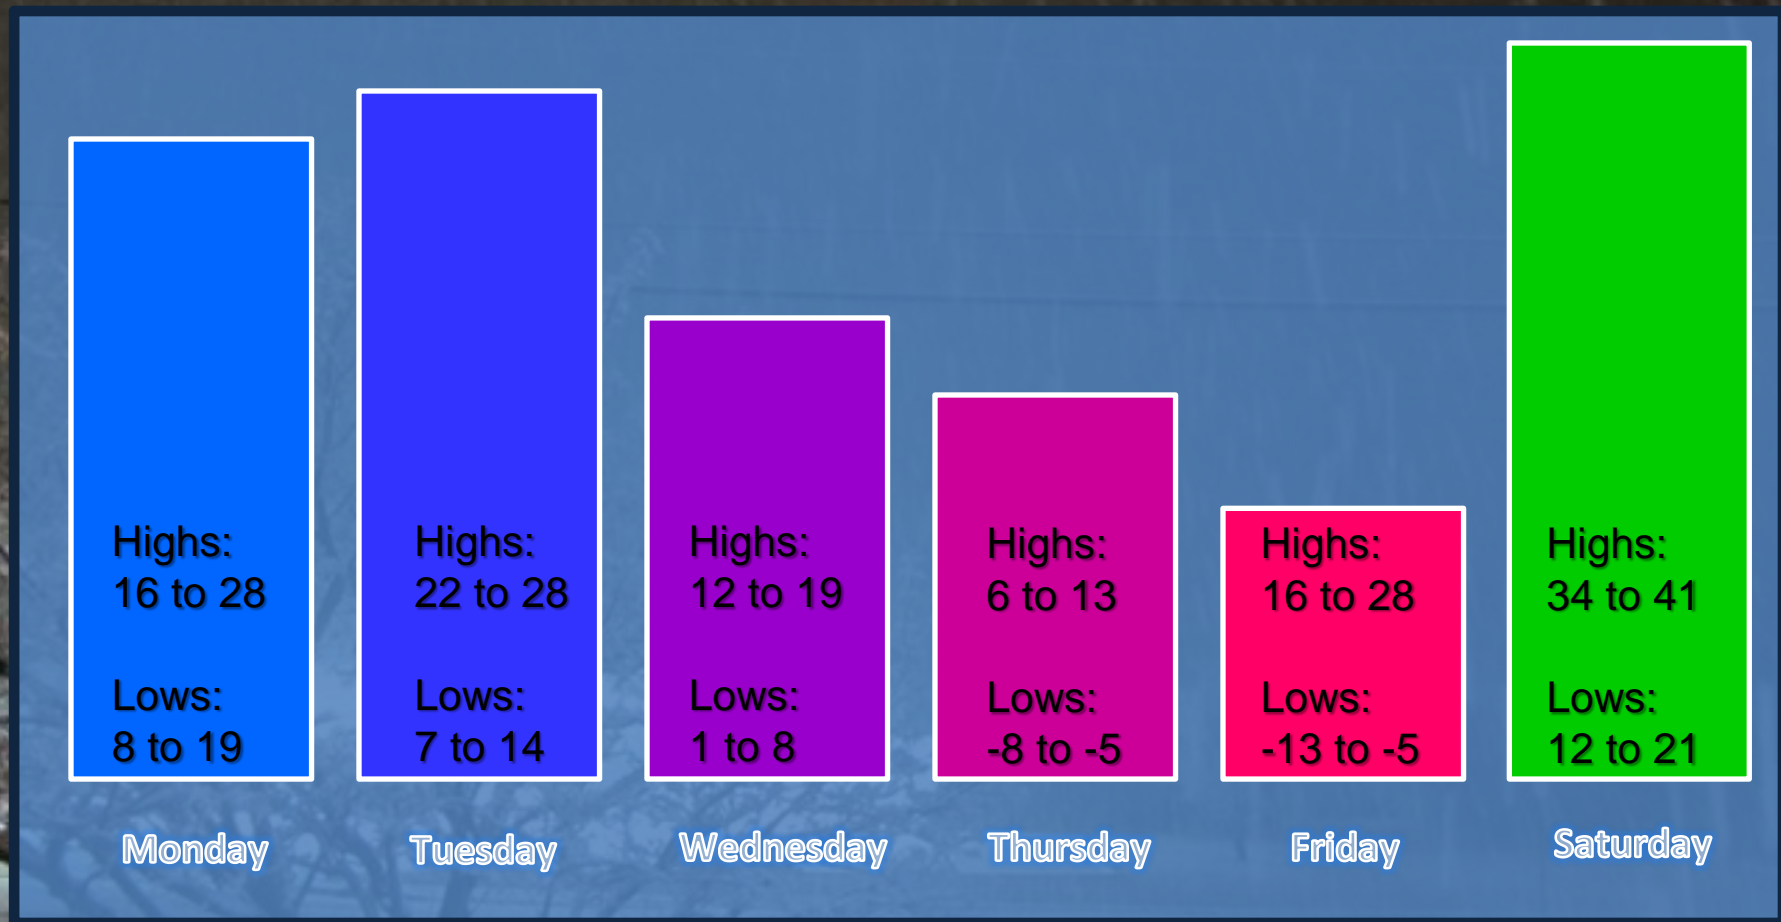 Highs:
16 to 28
Lows:
8 to 19
Monday
Highs:
22 to 28
Lows:
7 to 14
Tuesday
Highs:
12 to 19
Lows:
1 to 8
Wednesday
Highs:
6 to 13
Lows:
-8 to -5
Thursday
Highs:
16 to 28
Lows:
-13 to -5
Friday
Highs:
34 to 41
Lows:
12 to 21
Saturday